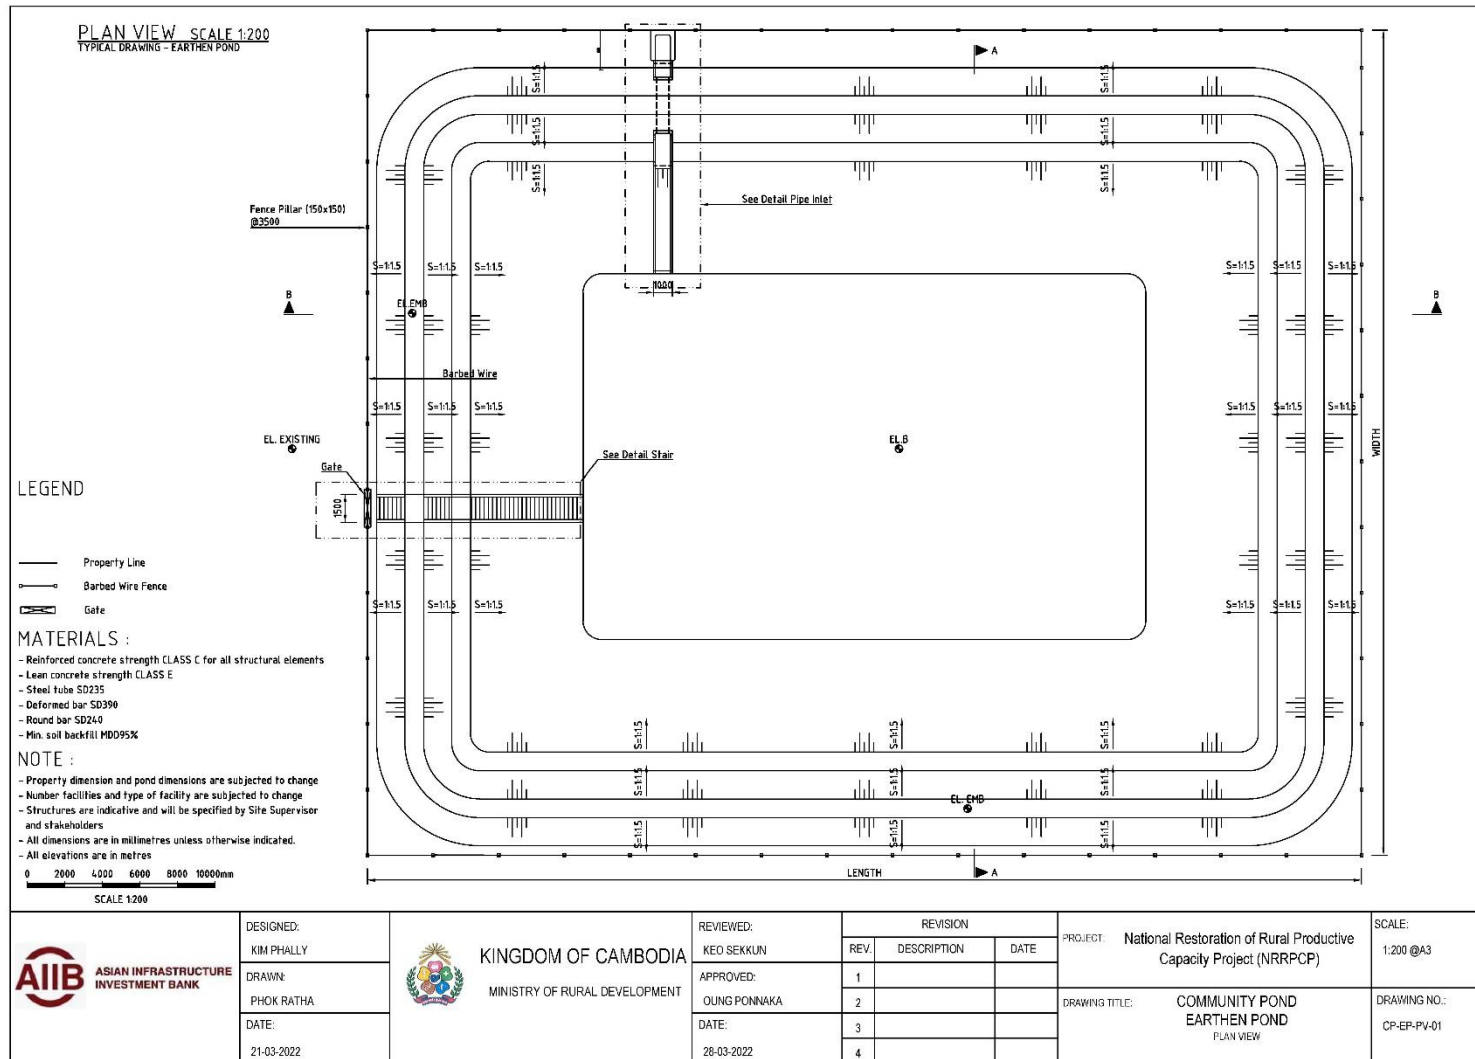 PLAN VIEW SCALE 1:200
TYPICAL DRAWING - EARTHEN POND
A
S=1:1.5
S=1:1.5
S=1:1.5
S=1:1.5
S=1:1.5
S=1:1.5
See Detail Pipe Inlet
Fence Pillar (150x150)
@3500
S=1:1.5 S=1:1.5 S=1:1.5
S=1:1.5 S=1:1.5 S=1:1.5
1000
B
EL.EMB
B
Barbed Wire
S=1:1.5 S=1:1.5 S=1:1.5
S=1:1.5 S=1:1.5 S=1:1.5
EL. EXISTING
EL.B
WIDTH
See Detail Stair
Gate
1500
S=1:1.5 S=1:1.5 S=1:1.5
S=1:1.5 S=1:1.5 S=1:1.5
S=1:1.5
S=1:1.5
S=1:1.5
S=1:1.5
S=1:1.5
S=1:1.5
S=1:1.5
S=1:1.5
S=1:1.5
EL. EMB
LENGTH
A
LEGEND
Property Line
Barbed Wire Fence
Gate
MATERIALS :
- Reinforced concrete strength CLASS C for all structural elements
- Lean concrete strength CLASS E
- Steel tube SD235
- Deformed bar SD390
- Round bar SD240
- Min. soil backfill MDD95%
NOTE :
- Property dimension and pond dimensions are subjected to change
- Number facilities and type of facility are subjected to change
- Structures are indicative and will be specified by Site Supervisor
and stakeholders
- All dimensions are in millimetres unless otherwise indicated.
- All elevations are in metres
0 2000 4000 6000 8000 10000mm
SCALE 1:200
AIIB
ASIAN INFRASTRUCTURE
INVESTMENT BANK
DESIGNED:
KIM PHALLY
DRAWN:
PHOK RATHA
DATE:
21-03-2022
KINGDOM OF CAMBODIA
MINISTRY OF RURAL DEVELOPMENT
REVIEWED:
KEO SEKKUN
APPROVED:
OUNG PONNAKA
DATE:
28-03-2022
REVISION
REV. DESCRIPTION DATE
1
2
3
4
PROJECT: National Restoration of Rural Productive
Capacity Project (NRRPCP)
DRAWING TITLE: COMMUNITY POND
EARTHEN POND
PLAN VIEW
SCALE:
1:200 @A3
DRAWING NO.:
CP-EP-PV-01